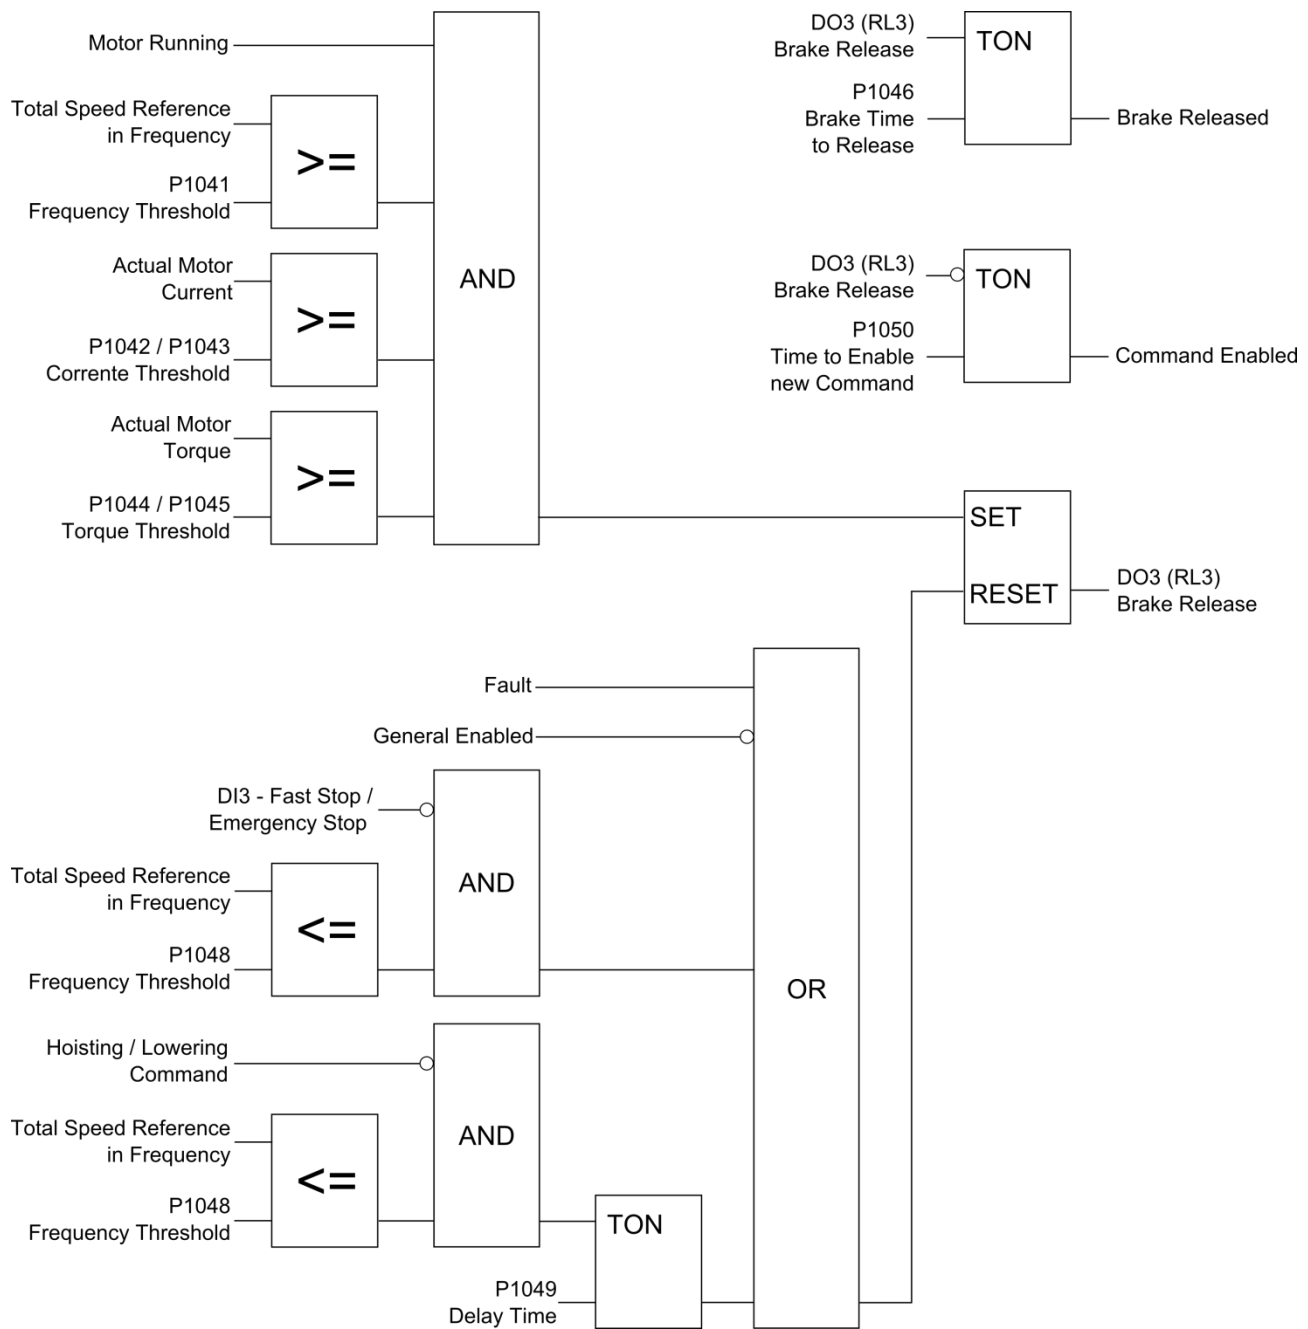 Motor Running
Total Speed Reference
in Frequency
>=
P1041
Frequency Threshold
Actual Motor
Current
>=
P1042 / P1043
Corrente Threshold
Actual Motor
Torque
>=
P1044 / P1045
Torque Threshold
AND
DO3 (RL3)
Brake Release
TON
P1046
Brake Time
to Release
Brake Released
DO3 (RL3)
Brake Release
TON
P1050
Time to Enable
new Command
Command Enabled
SET
RESET
DO3 (RL3)
Brake Release
Fault
General Enabled
DI3 - Fast Stop /
Emergency Stop
AND
Total Speed Reference
in Frequency
<=
P1048
Frequency Threshold
OR
Hoisting / Lowering
Command
AND
Total Speed Reference
in Frequency
<=
P1048
Frequency Threshold
TON
P1049
Delay Time